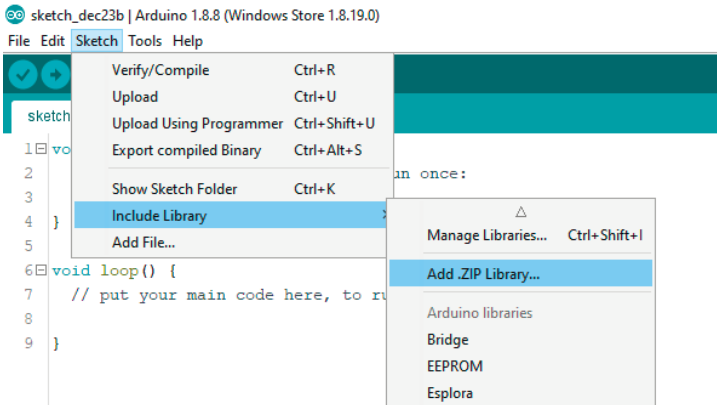 sketch_dec23b | Arduino 1.8.8 (Windows Store 1.8.19.0)
File Edit Sketch Tools Help
Verify/Compile Ctrl+R
Upload Ctrl+U
Upload Using Programmer Ctrl+Shift+U
Export compiled Binary Ctrl+Alt+S
Show Sketch Folder Ctrl+K
Include Library
Add File...
Manage Libraries... Ctrl+Shift+I
Add .ZIP Library...
Arduino libraries
Bridge
EEPROM
Esplora
sketch
1 vo
2 un once:
3
4 }
5
6 void loop() {
7 // put your main code here, to ru
8
9 }